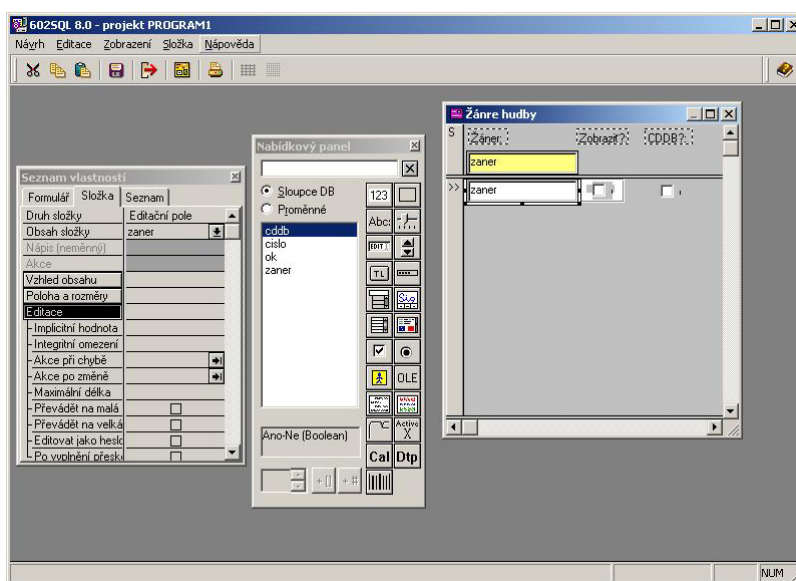 602SQL 8.0 - projekt PROGRAM1
Návrh Editace Zobrazení Složka Nápověda
Žánre hudby
S Žáner: Zobraziť?: CDDB?:
zaner
>> zaner
Nabídkový panel
Sloupce DB
Proměnné
cddb
cislo
ok
zaner
Ano-Ne (Boolean)
+[] +#
123
Abc:
EDIT
TL
Sig
OLE
Active X
Cal Dtp
Seznam vlastností
Formulář Složka Seznam
Druh složky Editační pole
Obsah složky zaner
Nápis (neměnný)
Akce
Vzhled obsahu
Poloha a rozměry
Editace
Implicitní hodnota
Integritní omezení
Akce při chybě
Akce po změně
Maximální délka
Převádět na malá
Převádět na velká
Editovat jako heslo
Po vyplnění přesko
NUM